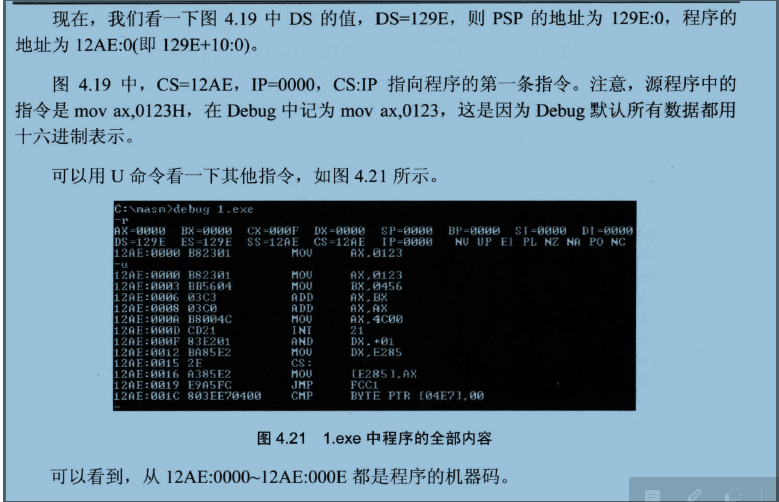 现在，我们看一下图 4.19 中 DS 的值，DS=129E，则 PSP 的地址为 129E:0，程序的
地址为 12AE:0(即 129E+10:0)。
图 4.19 中，CS=12AE，IP=0000，CS:IP 指向程序的第一条指令。注意，源程序中的
指令是 mov ax,0123H，在 Debug 中记为 mov ax,0123，这是因为 Debug 默认所有数据都用
十六进制表示。
可以用 U 命令看一下其他指令，如图 4.21 所示。
C:\masm>debug 1.exe
-r
AX=0000 BX=0000 CX=000F DX=0000 SP=0000 BP=0000 SI=0000 DI=0000
DS=129E ES=129E SS=12AE CS=12AE IP=0000 NV UP EI PL NZ NA PO NC
12AE:0000 B82301 MOV AX,0123
-u
12AE:0000 B82301 MOV AX,0123
12AE:0003 BB5604 MOV BX,0456
12AE:0006 03C3 ADD AX,BX
12AE:0008 03C0 ADD AX,AX
12AE:000A B8004C MOV AX,4C00
12AE:000D CD21 INT 21
12AE:000F 83E201 AND DX,+01
12AE:0012 BA85E2 MOV DX,E285
12AE:0015 2E CS:
12AE:0016 A385E2 MOV [E285],AX
12AE:0019 E9A5FC JMP FCC1
12AE:001C 803EE70400 CMP BYTE PTR [04E7],00
-
图 4.21 1.exe 中程序的全部内容
可以看到，从 12AE:0000~12AE:000E 都是程序的机器码。